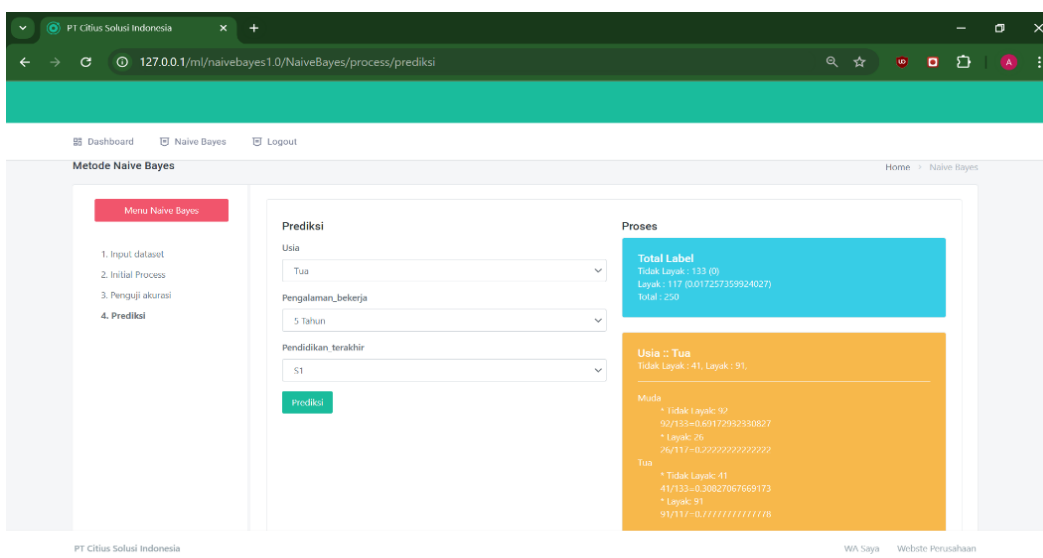 PT Citius Solusi Indonesia
127.0.0.1/ml/naivebayes1.0/NaiveBayes/process/prediksi
A
Dashboard
Naive Bayes
Logout
Metode Naive Bayes
Home > Naive Bayes
Menu Naive Bayes
1. Input dataset
2. Initial Process
3. Penguji akurasi
4. Prediksi
Prediksi
Usia
Tua
Pengalaman_bekerja
5 Tahun
Pendidikan_terakhir
S1
Prediksi
Proses
Total Label
Tidak Layak : 133 (0)
Layak : 117 (0.017257359924027)
Total : 250
Usia :: Tua
Tidak Layak : 41, Layak : 91,
Muda
* Tidak Layak: 92
92/133=0.69172932330827
* Layak: 26
26/117=0.22222222222222
Tua
* Tidak Layak: 41
41/133=0.30827067669173
* Layak: 91
91/117=0.77777777777778
PT Citius Solusi Indonesia
WA Saya
Webste Perusahaan